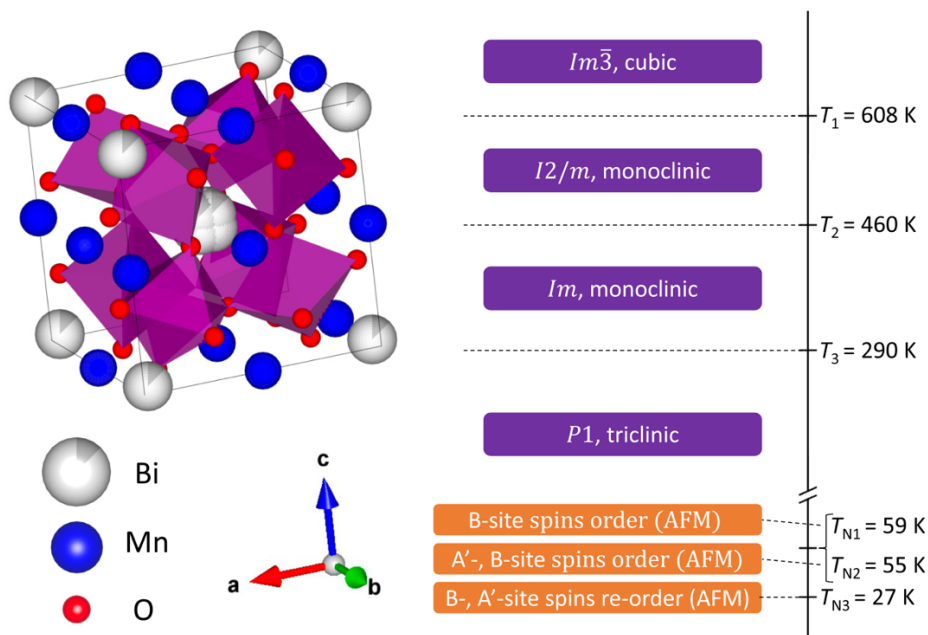 Im3̄, cubic
T1 = 608 K
I2/m, monoclinic
T2 = 460 K
Im, monoclinic
T3 = 290 K
P1, triclinic
Bi
Mn
O
c
a
b
B-site spins order (AFM)
TN1 = 59 K
A′-, B-site spins order (AFM)
TN2 = 55 K
B-, A′-site spins re-order (AFM)
TN3 = 27 K